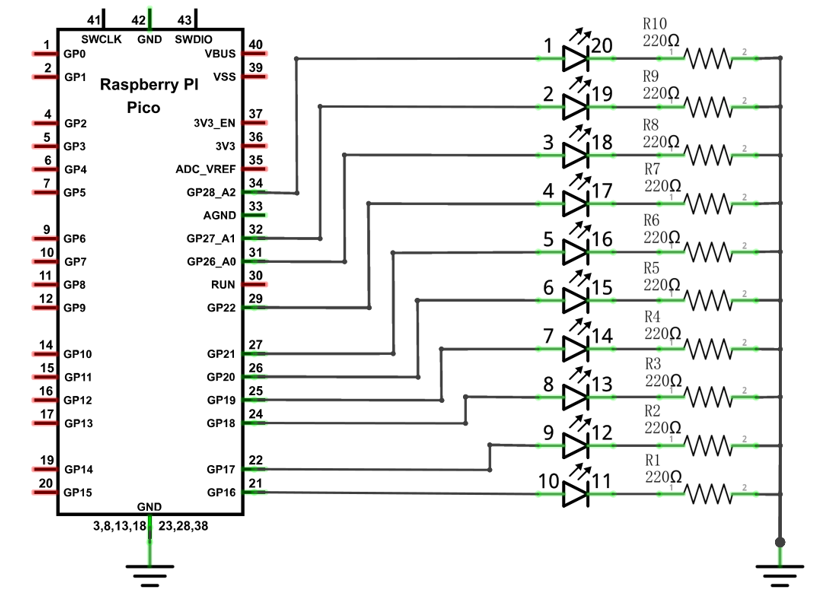 41 42 43
SWCLK GND SWDIO
1 GP0 VBUS 40
2 GP1 VSS 39
Raspberry PI
Pico
4 GP2 3V3_EN 37
5 GP3 3V3 36
6 GP4 ADC_VREF 35
7 GP5 GP28_A2 34
AGND 33
9 GP6 GP27_A1 32
10 GP7 GP26_A0 31
11 GP8 RUN 30
12 GP9 GP22 29
14 GP10 GP21 27
15 GP11 GP20 26
16 GP12 GP19 25
17 GP13 GP18 24
19 GP14 GP17 22
20 GP15 GP16 21
GND
3,8,13,18 23,28,38
R10
1 20 220Ω 1 2
R9
2 19 220Ω 1 2
R8
3 18 220Ω 1 2
R7
4 17 220Ω 1 2
R6
5 16 220Ω 1 2
R5
6 15 220Ω 1 2
R4
7 14 220Ω 1 2
R3
8 13 220Ω 1 2
R2
9 12 220Ω 1 2
R1
10 11 220Ω 1 2